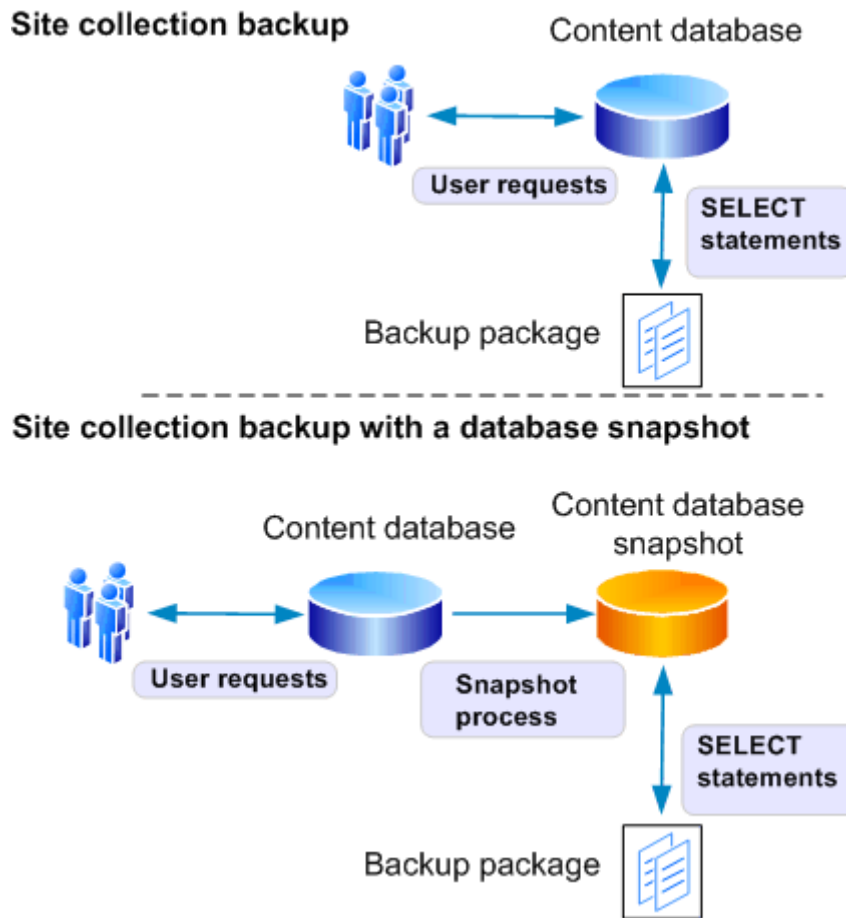 Site collection backup
Content database
User requests
SELECT
statements
Backup package
Site collection backup with a database snapshot
Content database
Content database
snapshot
User requests
Snapshot
process
SELECT
statements
Backup package